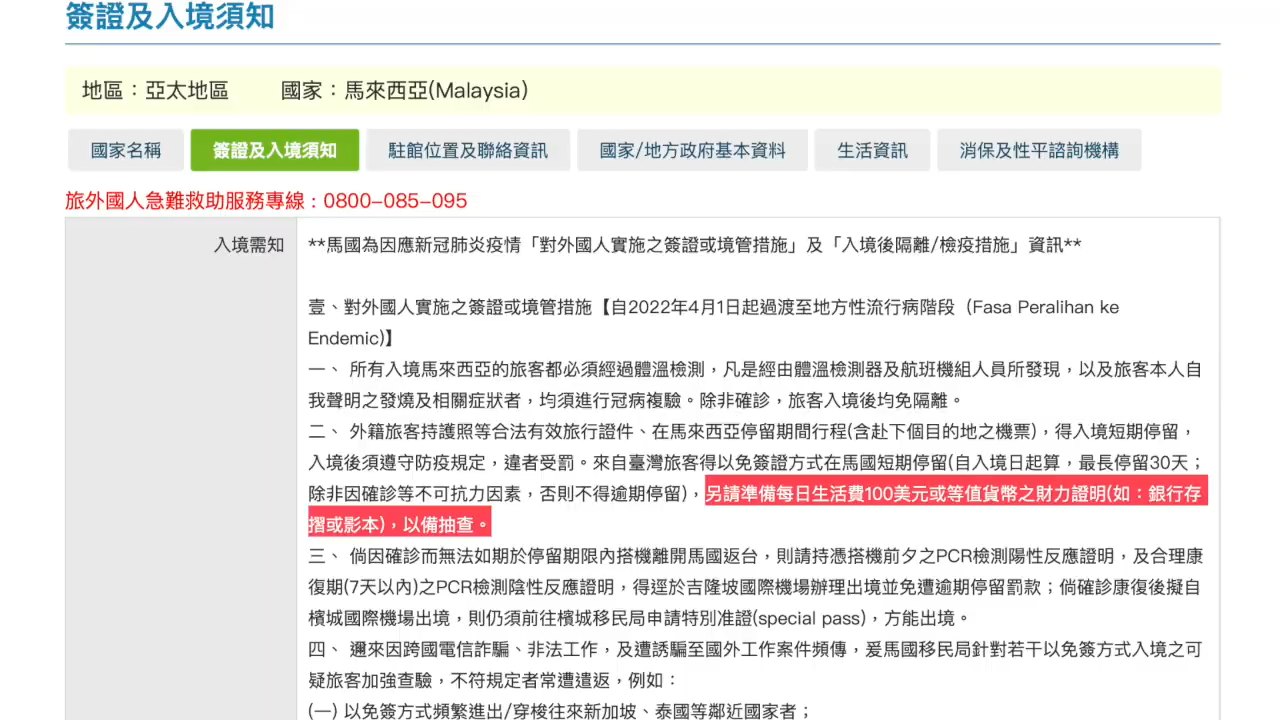 簽證及入境須知
地區：亞太地區 國家：馬來西亞(Malaysia)
國家名稱 簽證及入境須知 駐館位置及聯絡資訊 國家/地方政府基本資料 生活資訊 消保及性平諮詢機構
旅外國人急難救助服務專線：0800-085-095
入境需知 **馬國為因應新冠肺炎疫情「對外國人實施之簽證或境管措施」及「入境後隔離/檢疫措施」資訊**
壹、對外國人實施之簽證或境管措施【自2022年4月1日起過渡至地方性流行病階段（Fasa Peralihan ke
Endemic)】
一、 所有入境馬來西亞的旅客都必須經過體溫檢測，凡是經由體溫檢測器及航班機組人員所發現，以及旅客本人自
我聲明之發燒及相關症狀者，均須進行冠病複驗。除非確診，旅客入境後均免隔離。
二、 外籍旅客持護照等合法有效旅行證件、在馬來西亞停留期間行程(含赴下個目的地之機票)，得入境短期停留，
入境後須遵守防疫規定，違者受罰。來自臺灣旅客得以免簽證方式在馬國短期停留(自入境日起算，最長停留30天；
除非因確診等不可抗力因素，否則不得逾期停留)，另請準備每日生活費100美元或等值貨幣之財力證明(如：銀行存
摺或影本)，以備抽查。
三、 倘因確診而無法如期於停留期限內搭機離開馬國返台，則請持憑搭機前夕之PCR檢測陽性反應證明，及合理康
復期(7天以內)之PCR檢測陰性反應證明，得逕於吉隆坡國際機場辦理出境並免遭逾期停留罰款；倘確診康復後擬自
檳城國際機場出境，則仍須前往檳城移民局申請特別准證(special pass)，方能出境。
四、 邇來因跨國電信詐騙、非法工作，及遭誘騙至國外工作案件頻傳，爰馬國移民局針對若干以免簽方式入境之可
疑旅客加強查驗，不符規定者常遭遣返，例如：
(一) 以免簽方式頻繁進出/穿梭往來新加坡、泰國等鄰近國家者；